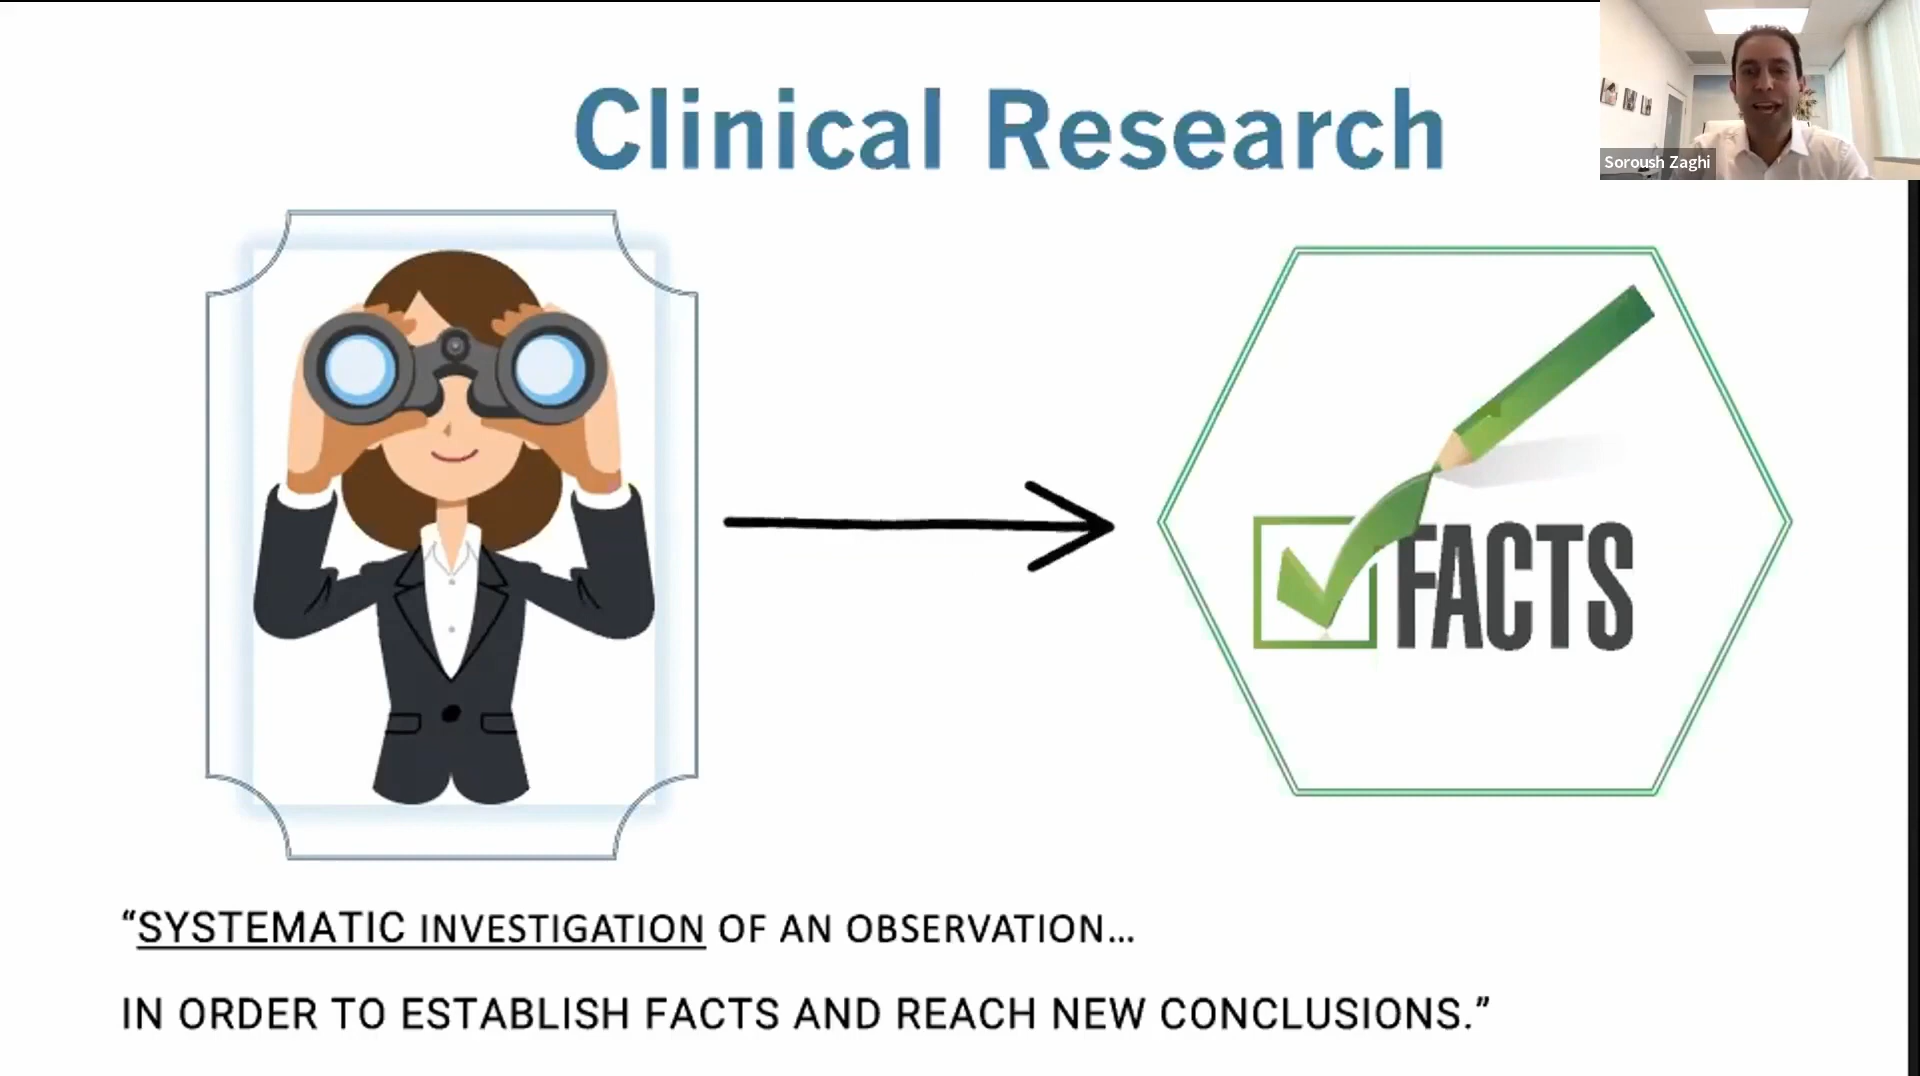 Clinical Research
Soroush Zaghi
FACTS
“SYSTEMATIC INVESTIGATION OF AN OBSERVATION…
IN ORDER TO ESTABLISH FACTS AND REACH NEW CONCLUSIONS.”